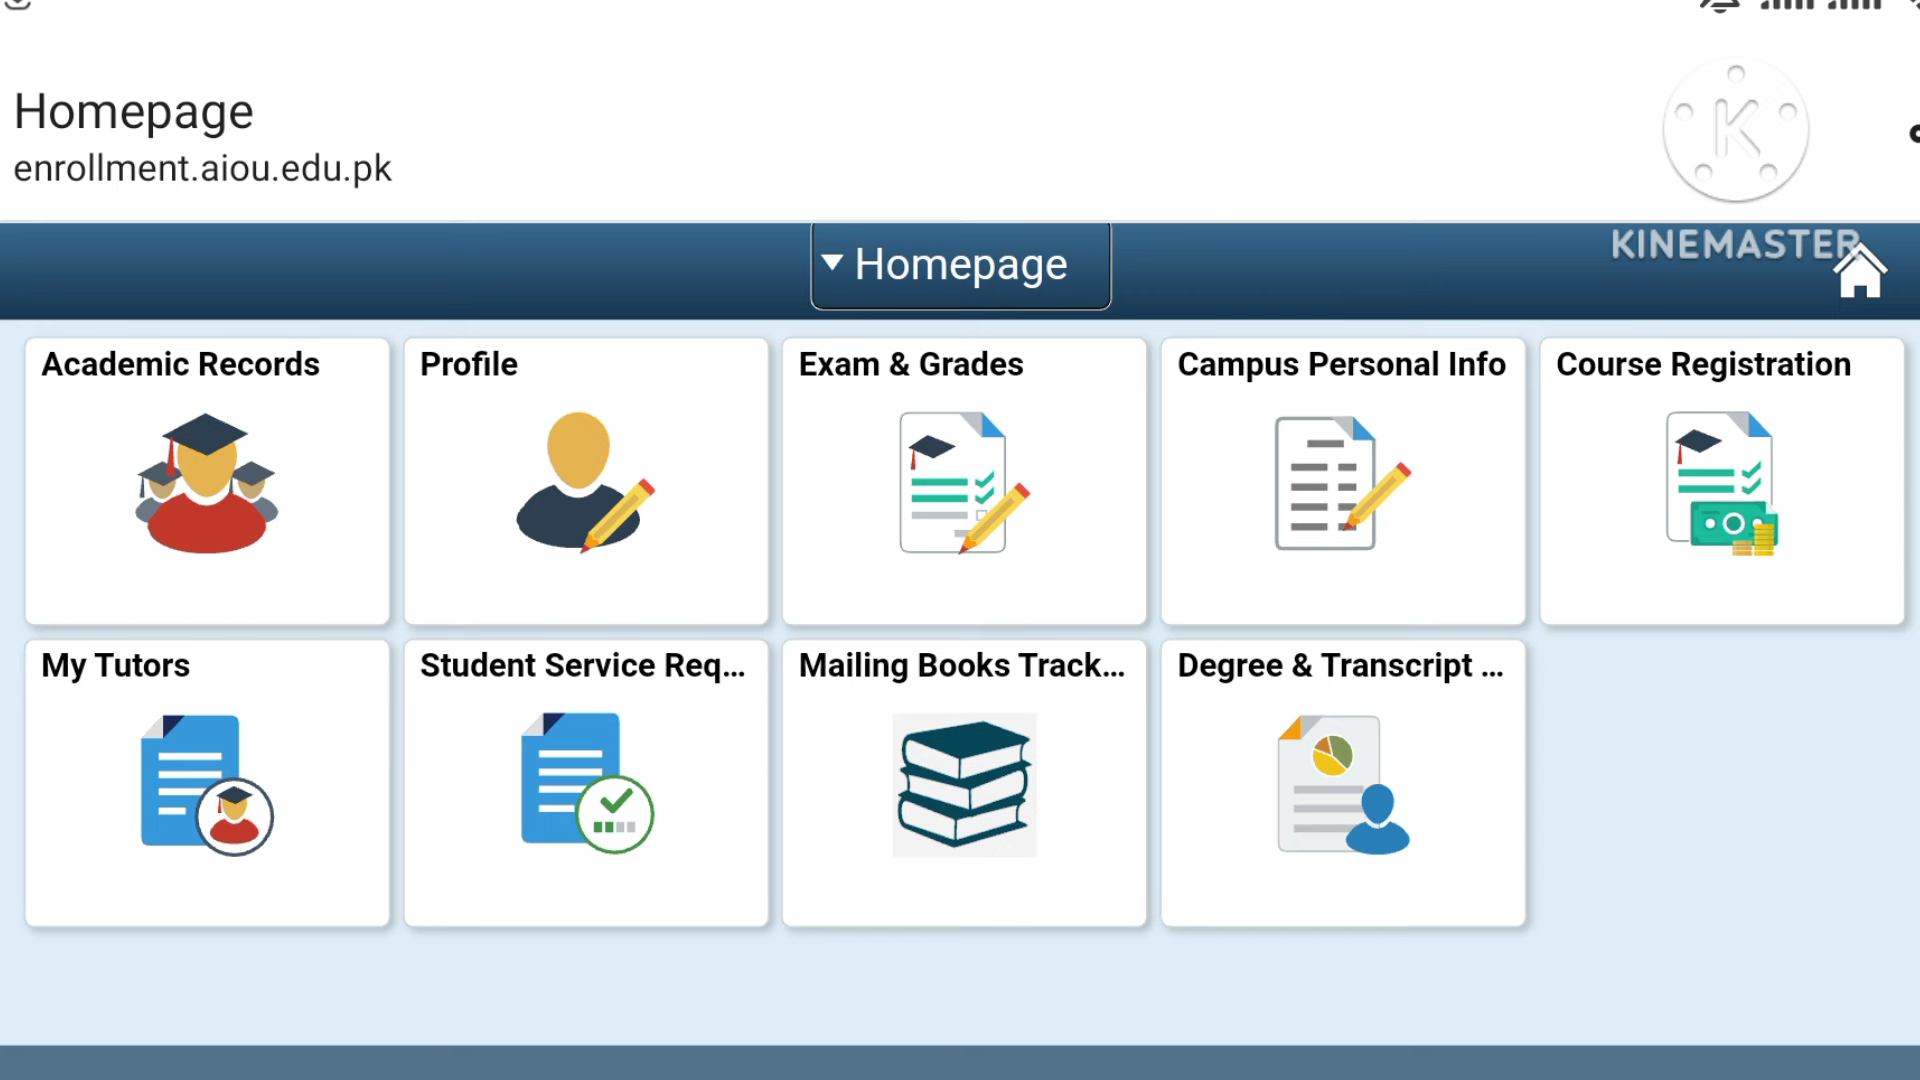 Homepage
enrollment.aiou.edu.pk
K
KINEMASTER
Homepage
Academic Records
Profile
Exam & Grades
Campus Personal Info
Course Registration
My Tutors
Student Service Req...
Mailing Books Track...
Degree & Transcript ...